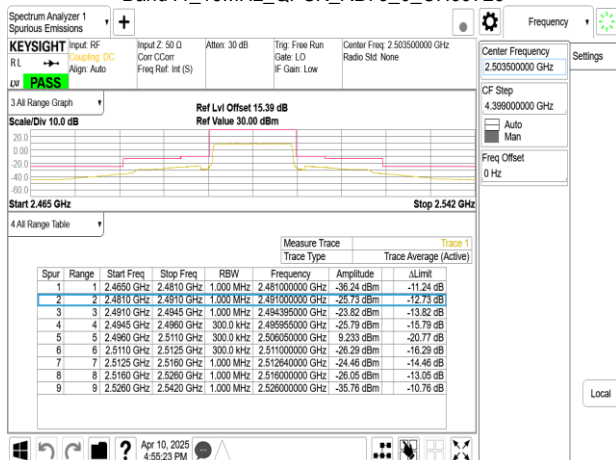 Spectrum Analyzer 1
Spurious Emissions
Frequency
KEYSIGHT Input: RF Input Z: 50 Ω Atten: 30 dB Trig: Free Run Center Freq: 2.503500000 GHz
RL Coupling: DC Corr CCorr Gate: LO Radio Std: None
Align: Auto Freq Ref: Int (S) IF Gain: Low
LXI PASS
Center Frequency
2.503500000 GHz
Settings
CF Step
4.399000000 GHz
Auto
Man
Freq Offset
0 Hz
3 All Range Graph
Ref Lvl Offset 15.39 dB
Scale/Div 10.0 dB Ref Value 30.00 dBm
20.0
0.00
-20.0
-40.0
-60.0
Start 2.465 GHz Stop 2.542 GHz
4 All Range Table
Measure Trace Trace 1
Trace Type Trace Average (Active)
Spur Range Start Freq Stop Freq RBW Frequency Amplitude ΔLimit
1 1 2.4650 GHz 2.4810 GHz 1.000 MHz 2.481000000 GHz -36.24 dBm -11.24 dB
2 2 2.4810 GHz 2.4910 GHz 1.000 MHz 2.491000000 GHz -25.73 dBm -12.73 dB
3 3 2.4910 GHz 2.4945 GHz 1.000 MHz 2.494395000 GHz -23.82 dBm -13.82 dB
4 4 2.4945 GHz 2.4960 GHz 300.0 kHz 2.495955000 GHz -25.79 dBm -15.79 dB
5 5 2.4960 GHz 2.5110 GHz 300.0 kHz 2.506050000 GHz 9.233 dBm -20.77 dB
6 6 2.5110 GHz 2.5125 GHz 300.0 kHz 2.511000000 GHz -26.29 dBm -16.29 dB
7 7 2.5125 GHz 2.5160 GHz 1.000 MHz 2.512640000 GHz -24.46 dBm -14.46 dB
8 8 2.5160 GHz 2.5260 GHz 1.000 MHz 2.516000000 GHz -26.05 dBm -13.05 dB
9 9 2.5260 GHz 2.5420 GHz 1.000 MHz 2.526000000 GHz -35.76 dBm -10.76 dB
Local
Apr 10, 2025
4:55:23 PM